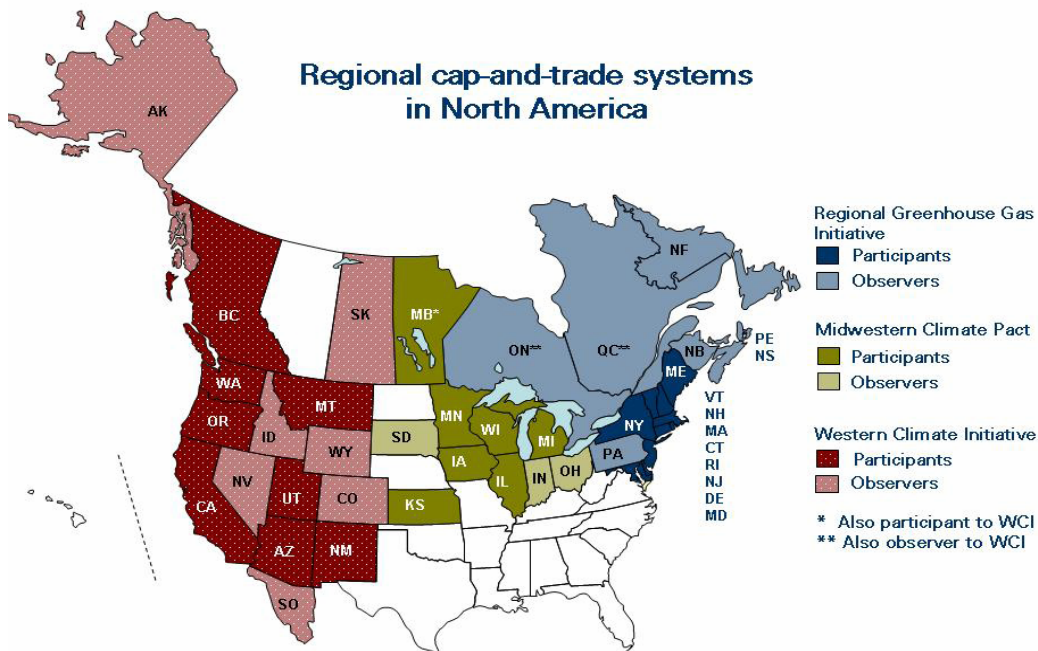 Regional cap-and-trade systems
in North America
AK
BC
SK
MB*
ON**
QC**
NF
NB
PE
NS
WA
OR
MT
ID
WY
NV
UT
CO
CA
AZ
NM
SO
SD
MN
WI
MI
IA
IL
IN
OH
KS
PA
NY
ME
VT
NH
MA
CT
RI
NJ
DE
MD
Regional Greenhouse Gas
Initiative
Participants
Observers
Midwestern Climate Pact
Participants
Observers
Western Climate Initiative
Participants
Observers
* Also participant to WCI
** Also observer to WCI